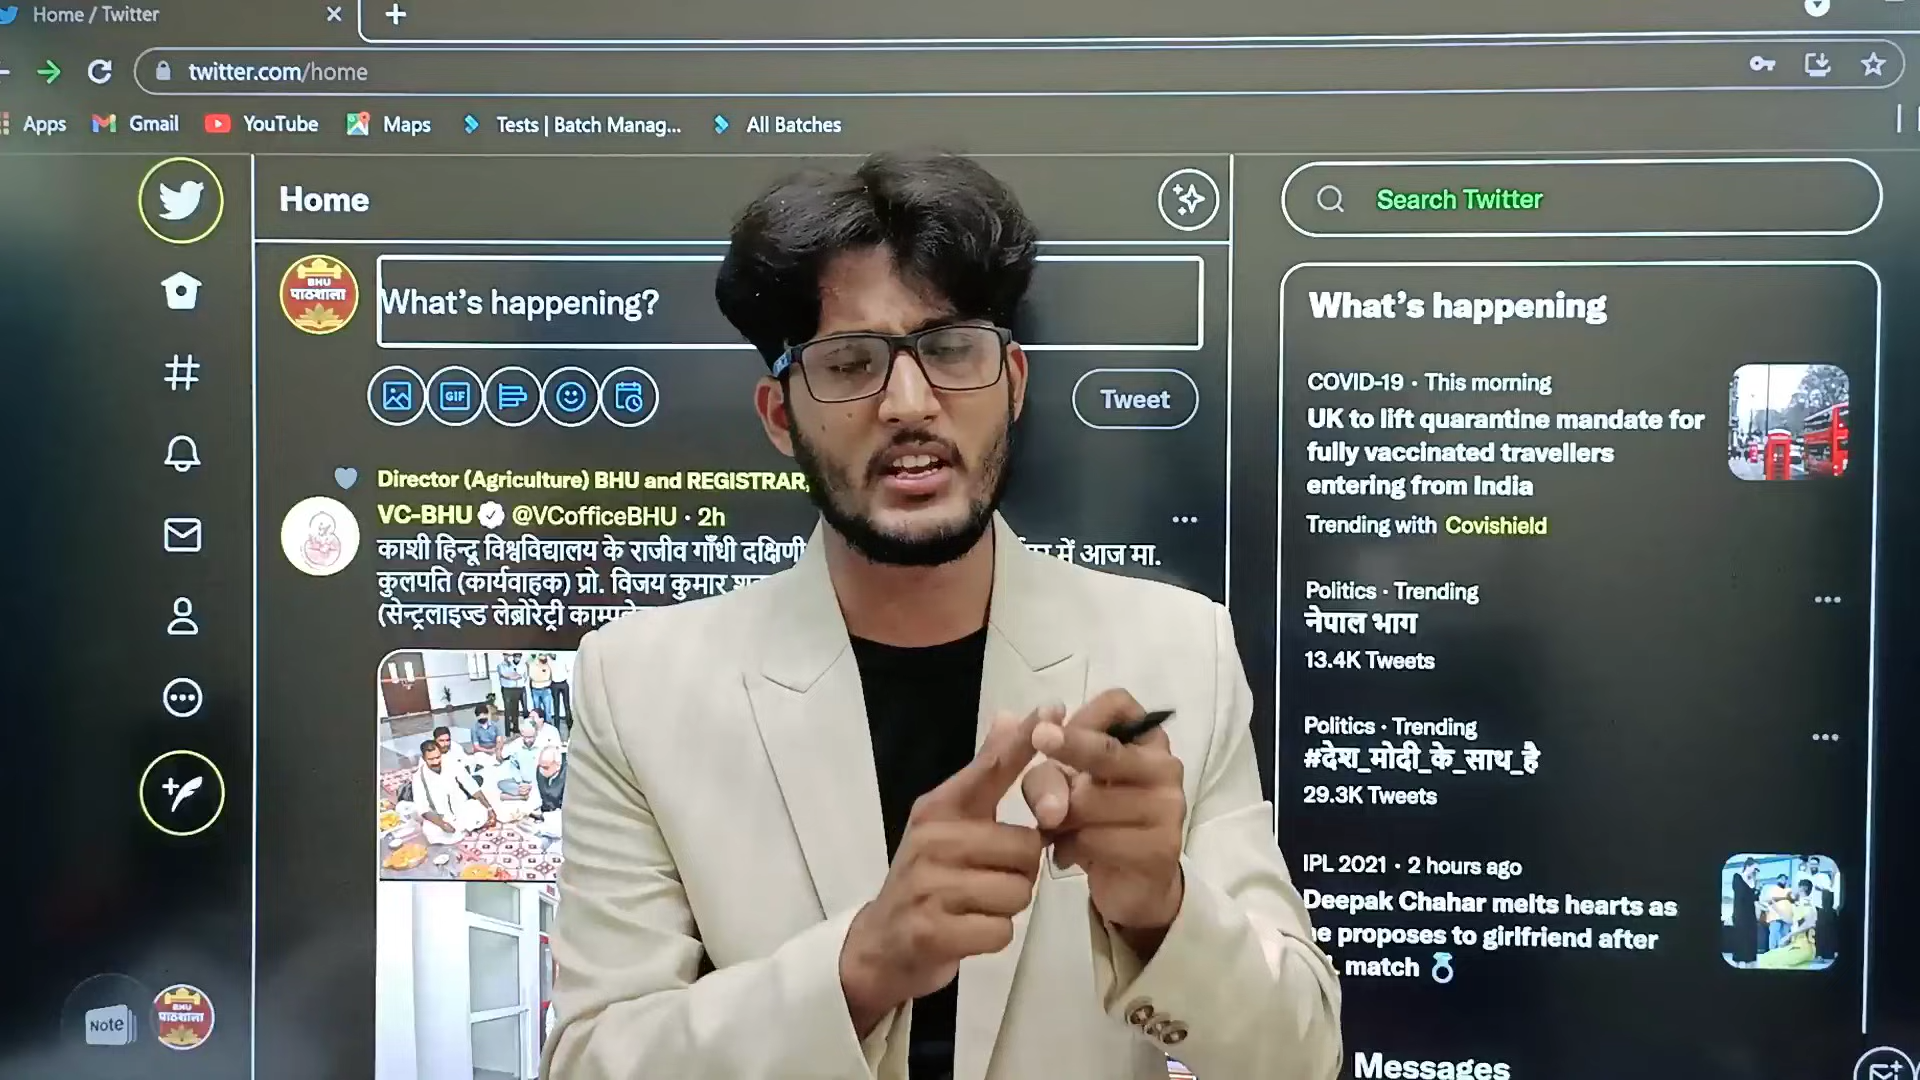 Home / Twitter
twitter.com/home
Apps
Gmail
YouTube
Maps
Tests | Batch Manag...
All Batches
Home
BHU
पाठशाला
What's happening?
GIF
Tweet
Director (Agriculture) BHU and REGISTRAR,
VC-BHU @VCofficeBHU · 2h
काशी हिन्दू विश्वविद्यालय के राजीव गाँधी दक्षिणी में आज मा.
कुलपति (कार्यवाहक) प्रो. विजय कुमार
(सेन्ट्रलाइज्ड लेब्रोरेट्री
Search Twitter
What's happening
COVID-19 · This morning
UK to lift quarantine mandate for
fully vaccinated travellers
entering from India
Trending with Covishield
Politics · Trending
नेपाल भाग
13.4K Tweets
Politics · Trending
#देश_मोदी_के_साथ_है
29.3K Tweets
IPL 2021 · 2 hours ago
Deepak Chahar melts hearts as
proposes to girlfriend after
match
Messages
Note
BHU
पाठशाला